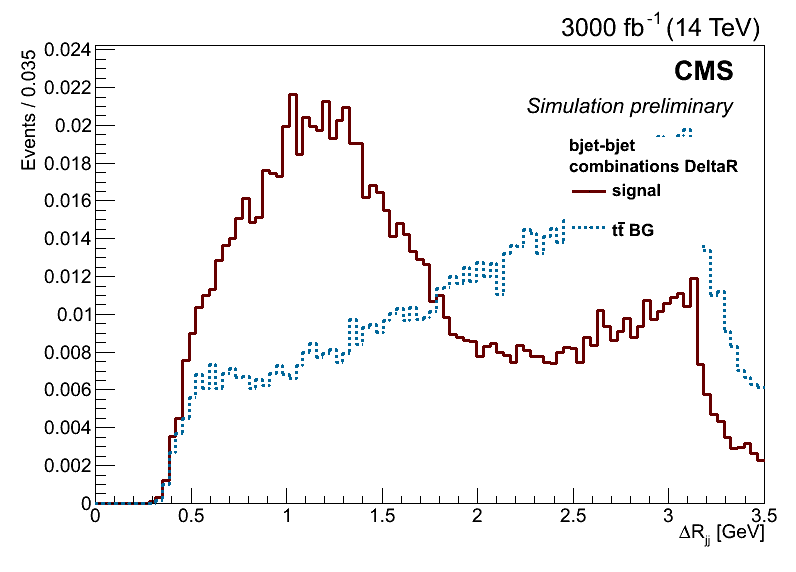 3000 fb⁻¹ (14 TeV)
CMS
Simulation preliminary
bjet-bjet
combinations DeltaR
signal
tt̄ BG
Events / 0.035
0.024
0.022
0.02
0.018
0.016
0.014
0.012
0.01
0.008
0.006
0.004
0.002
0
0 0.5 1 1.5 2 2.5 3 3.5
ΔR_jj [GeV]